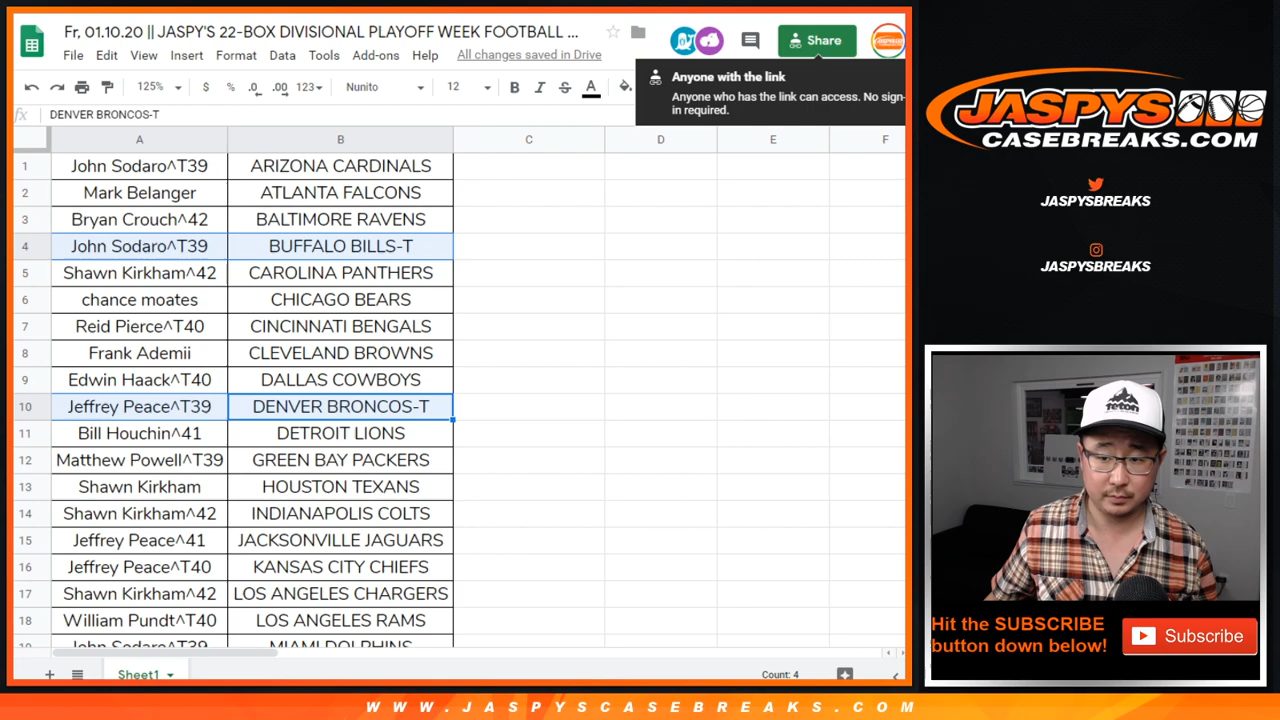 Fr, 01.10.20 || JASPY'S 22-BOX DIVISIONAL PLAYOFF WEEK FOOTBALL ...
File Edit View Insert Format Data Tools Add-ons Help All changes saved in Drive
Share
Anyone with the link
Anyone who has the link can access. No sign-
in required.
125% $ % .0 .00 123 Nunito 12 B I S A
fx DENVER BRONCOS-T
A B C D E F
1 John Sodaro^T39 ARIZONA CARDINALS
2 Mark Belanger ATLANTA FALCONS
3 Bryan Crouch^42 BALTIMORE RAVENS
4 John Sodaro^T39 BUFFALO BILLS-T
5 Shawn Kirkham^42 CAROLINA PANTHERS
6 chance moates CHICAGO BEARS
7 Reid Pierce^T40 CINCINNATI BENGALS
8 Frank Ademii CLEVELAND BROWNS
9 Edwin Haack^T40 DALLAS COWBOYS
10 Jeffrey Peace^T39 DENVER BRONCOS-T
11 Bill Houchin^41 DETROIT LIONS
12 Matthew Powell^T39 GREEN BAY PACKERS
13 Shawn Kirkham HOUSTON TEXANS
14 Shawn Kirkham^42 INDIANAPOLIS COLTS
15 Jeffrey Peace^41 JACKSONVILLE JAGUARS
16 Jeffrey Peace^T40 KANSAS CITY CHIEFS
17 Shawn Kirkham^42 LOS ANGELES CHARGERS
18 William Pundt^T40 LOS ANGELES RAMS
19 John Sodaro^T39 MIAMI DOLPHINS
Sheet1 Count: 4
JASPYS
CASEBREAKS.COM
JASPYSBREAKS
JASPYSBREAKS
TETON
Hit the SUBSCRIBE
button down below!
Subscribe
WWW.JASPYSCASEBREAKS.COM